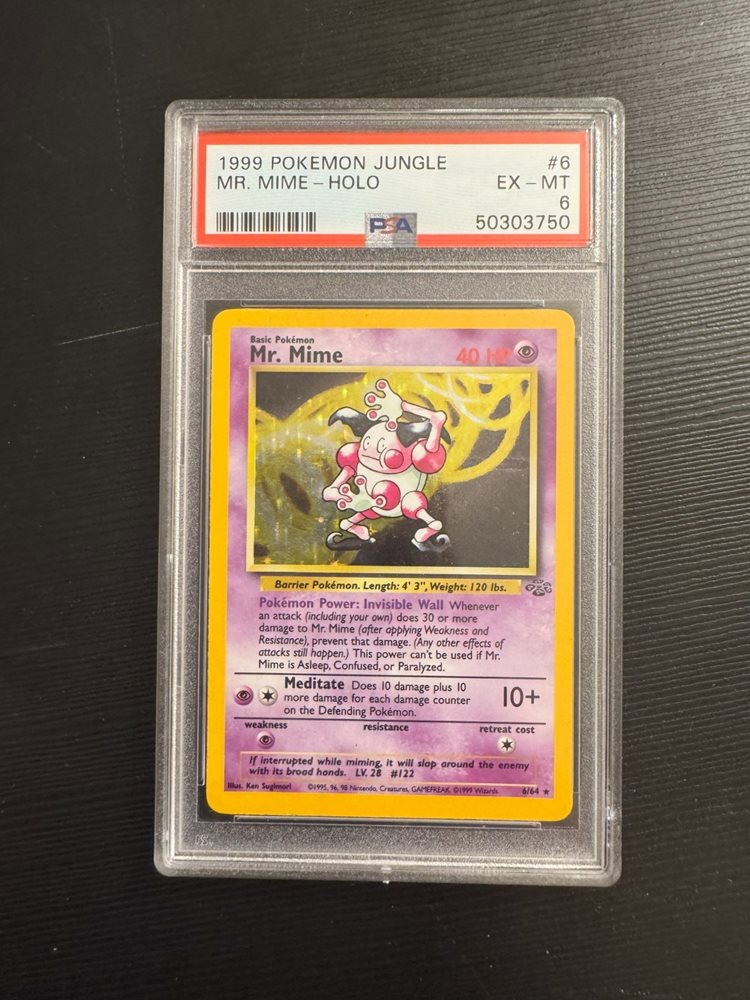 1999 POKEMON JUNGLE #6
MR. MIME – HOLO EX – MT
6
PSA 50303750
Basic Pokémon
Mr. Mime 40 HP
Barrier Pokémon. Length: 4' 3", Weight: 120 lbs.
Pokémon Power: Invisible Wall Whenever
an attack (including your own) does 30 or more
damage to Mr. Mime (after applying Weakness and
Resistance), prevent that damage. (Any other effects of
attacks still happen.) This power can't be used if Mr.
Mime is Asleep, Confused, or Paralyzed.
Meditate Does 10 damage plus 10
more damage for each damage counter
on the Defending Pokémon.
10+
weakness resistance retreat cost
If interrupted while miming, it will slap around the enemy
with its broad hands. LV. 28 #122
Illus. Ken Sugimori ©1995, 96, 98 Nintendo, Creatures, GAMEFREAK. ©1999 Wizards. 6/64 ★